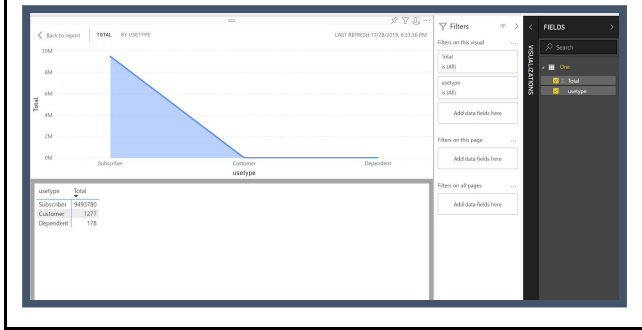 Back to report
TOTAL BY USETYPE
LAST REFRESH:11/28/2019, 6:33:36 PM
10M
8M
6M
4M
2M
0M
Total
Subscriber Customer Dependent
usetype
usetype Total
Subscriber 9493780
Customer 1277
Dependent 178
Filters
Filters on this visual
Total
is (All)
usetype
is (All)
Add data fields here
Filters on this page
Add data fields here
Filters on all pages
Add data fields here
VISUALIZATIONS
FIELDS
Search
One
Σ Total
usetype